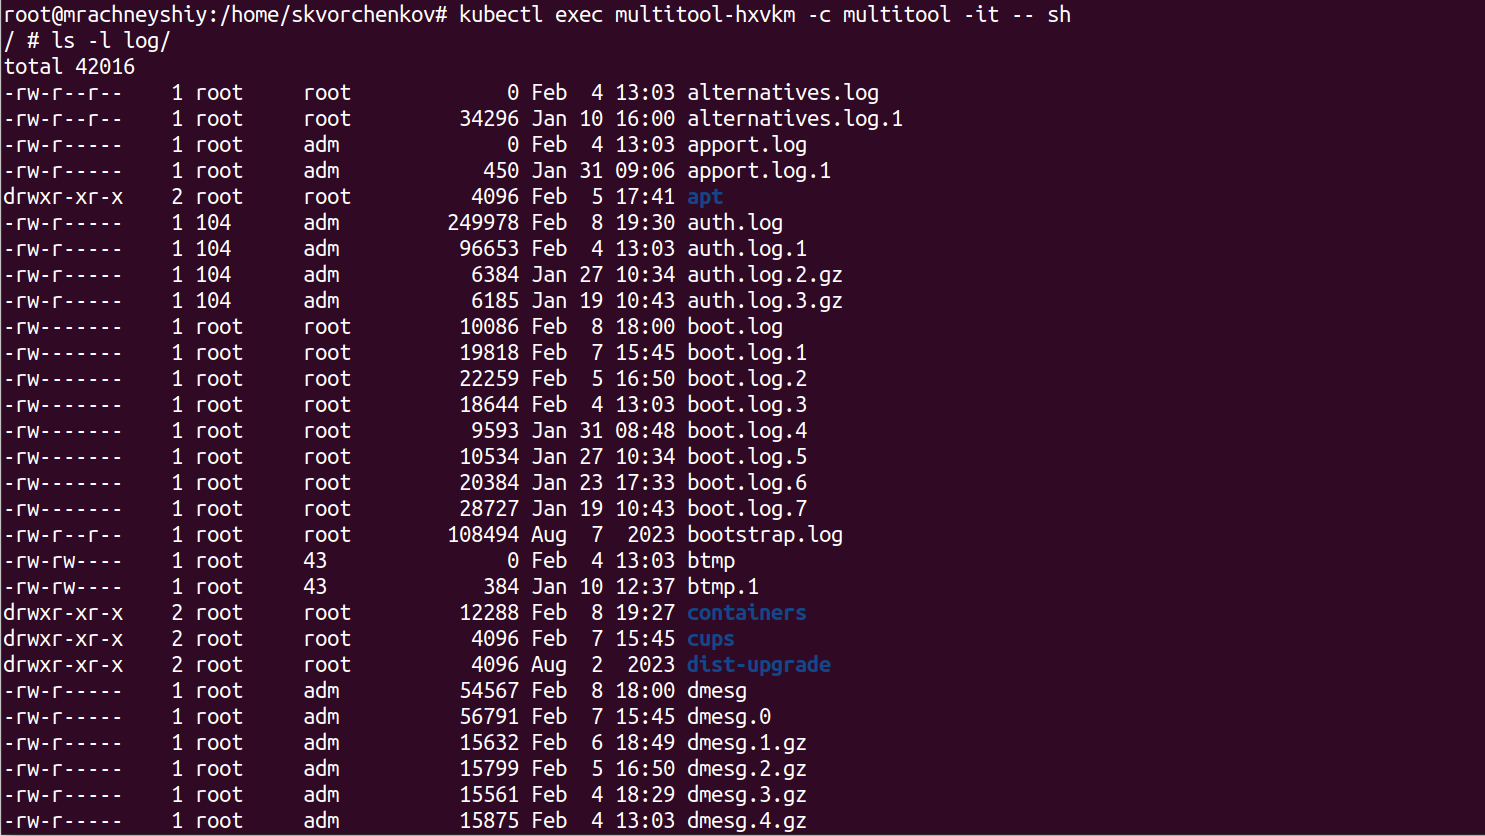 root@mrachneyshiy:/home/skvorchenkov# kubectl exec multitool-hxvkm -c multitool -it -- sh
/ # ls -l log/
total 42016
-rw-r--r--    1 root     root             0 Feb  4 13:03 alternatives.log
-rw-r--r--    1 root     root         34296 Jan 10 16:00 alternatives.log.1
-rw-r-----    1 root     adm              0 Feb  4 13:03 apport.log
-rw-r-----    1 root     adm            450 Jan 31 09:06 apport.log.1
drwxr-xr-x    2 root     root          4096 Feb  5 17:41 apt
-rw-r-----    1 104      adm         249978 Feb  8 19:30 auth.log
-rw-r-----    1 104      adm          96653 Feb  4 13:03 auth.log.1
-rw-r-----    1 104      adm           6384 Jan 27 10:34 auth.log.2.gz
-rw-r-----    1 104      adm           6185 Jan 19 10:43 auth.log.3.gz
-rw-------    1 root     root         10086 Feb  8 18:00 boot.log
-rw-------    1 root     root         19818 Feb  7 15:45 boot.log.1
-rw-------    1 root     root         22259 Feb  5 16:50 boot.log.2
-rw-------    1 root     root         18644 Feb  4 13:03 boot.log.3
-rw-------    1 root     root          9593 Jan 31 08:48 boot.log.4
-rw-------    1 root     root         10534 Jan 27 10:34 boot.log.5
-rw-------    1 root     root         20384 Jan 23 17:33 boot.log.6
-rw-------    1 root     root         28727 Jan 19 10:43 boot.log.7
-rw-r--r--    1 root     root        108494 Aug  7  2023 bootstrap.log
-rw-rw----    1 root     43               0 Feb  4 13:03 btmp
-rw-rw----    1 root     43             384 Jan 10 12:37 btmp.1
drwxr-xr-x    2 root     root         12288 Feb  8 19:27 containers
drwxr-xr-x    2 root     root          4096 Feb  7 15:45 cups
drwxr-xr-x    2 root     root          4096 Aug  2  2023 dist-upgrade
-rw-r-----    1 root     adm          54567 Feb  8 18:00 dmesg
-rw-r-----    1 root     adm          56791 Feb  7 15:45 dmesg.0
-rw-r-----    1 root     adm          15632 Feb  6 18:49 dmesg.1.gz
-rw-r-----    1 root     adm          15799 Feb  5 16:50 dmesg.2.gz
-rw-r-----    1 root     adm          15561 Feb  4 18:29 dmesg.3.gz
-rw-r-----    1 root     adm          15875 Feb  4 13:03 dmesg.4.gz